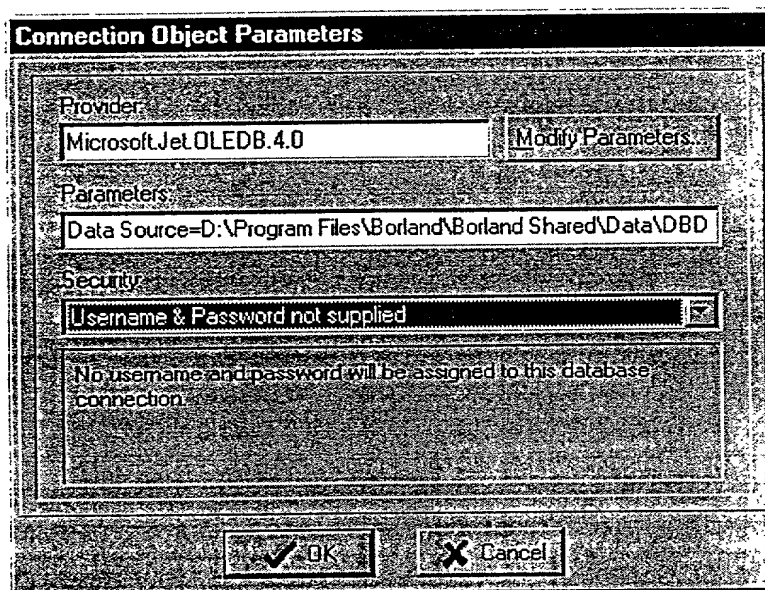 Connection Object Parameters
Provider:
Microsoft.Jet.OLEDB.4.0
Modify Parameters...
Parameters:
Data Source=D:\Program Files\Borland\Borland Shared\Data\DBD
Security:
Username & Password not supplied
No username and password will be assigned to this database
connection.
OK
Cancel